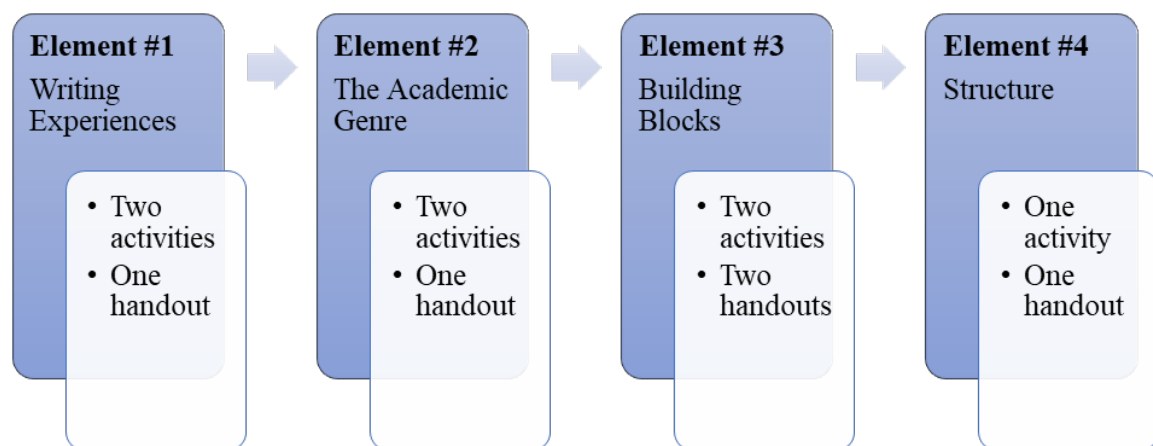 Element #1
Writing
Experiences
• Two
activities
• One
handout
Element #2
The Academic
Genre
• Two
activities
• One
handout
Element #3
Building
Blocks
• Two
activities
• Two
handouts
Element #4
Structure
• One
activity
• One
handout